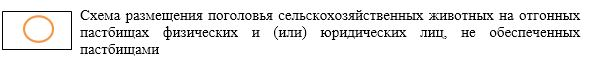 Схема размещения поголовья сельскохозяйственных животных на отгонных
пастбищах физических и (или) юридических лиц, не обеспеченных
пастбищами